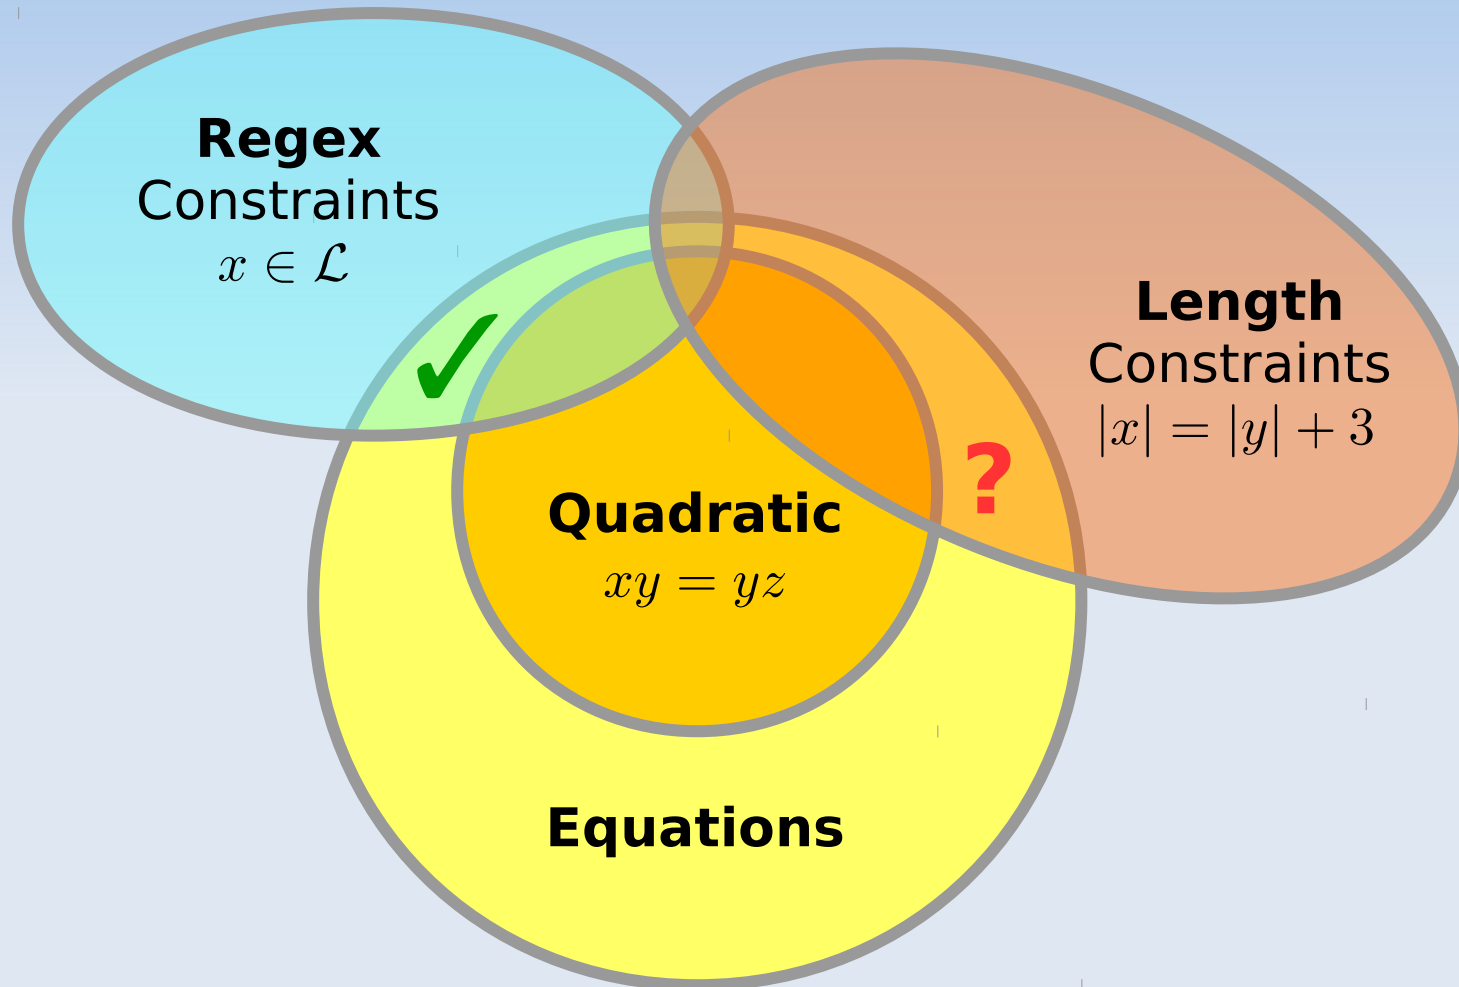 Regex
Constraints
x ∈ ℒ
✓
Length
Constraints
|x| = |y| + 3
?
Quadratic
xy = yz
Equations